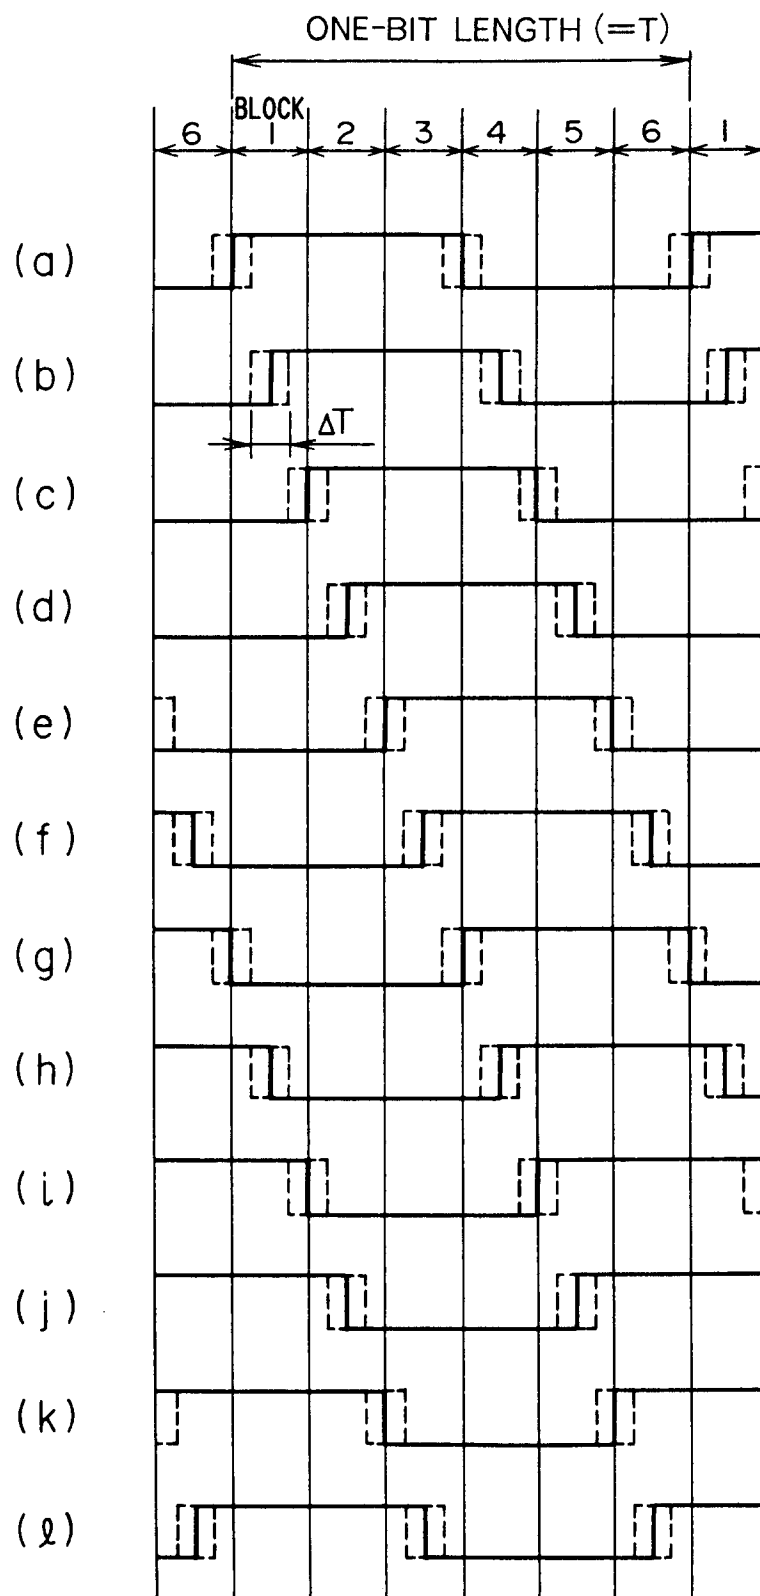 ONE-BIT LENGTH (=T)
BLOCK
6 1 2 3 4 5 6 1
(a)
(b)
ΔT
(c)
(d)
(e)
(f)
(g)
(h)
(i)
(j)
(k)
(ℓ)